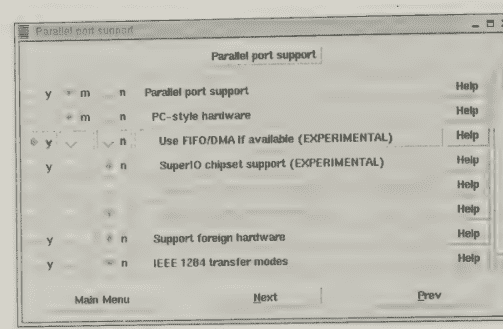 Parallel port support
Parallel port support
y m n Parallel port support Help
m n PC-style hardware Help
y n Use FIFO/DMA if available (EXPERIMENTAL) Help
y n SuperIO chipset support (EXPERIMENTAL) Help
Help
Help
y n Support foreign hardware Help
y n IEEE 1284 transfer modes Help
Main Menu Next Prev